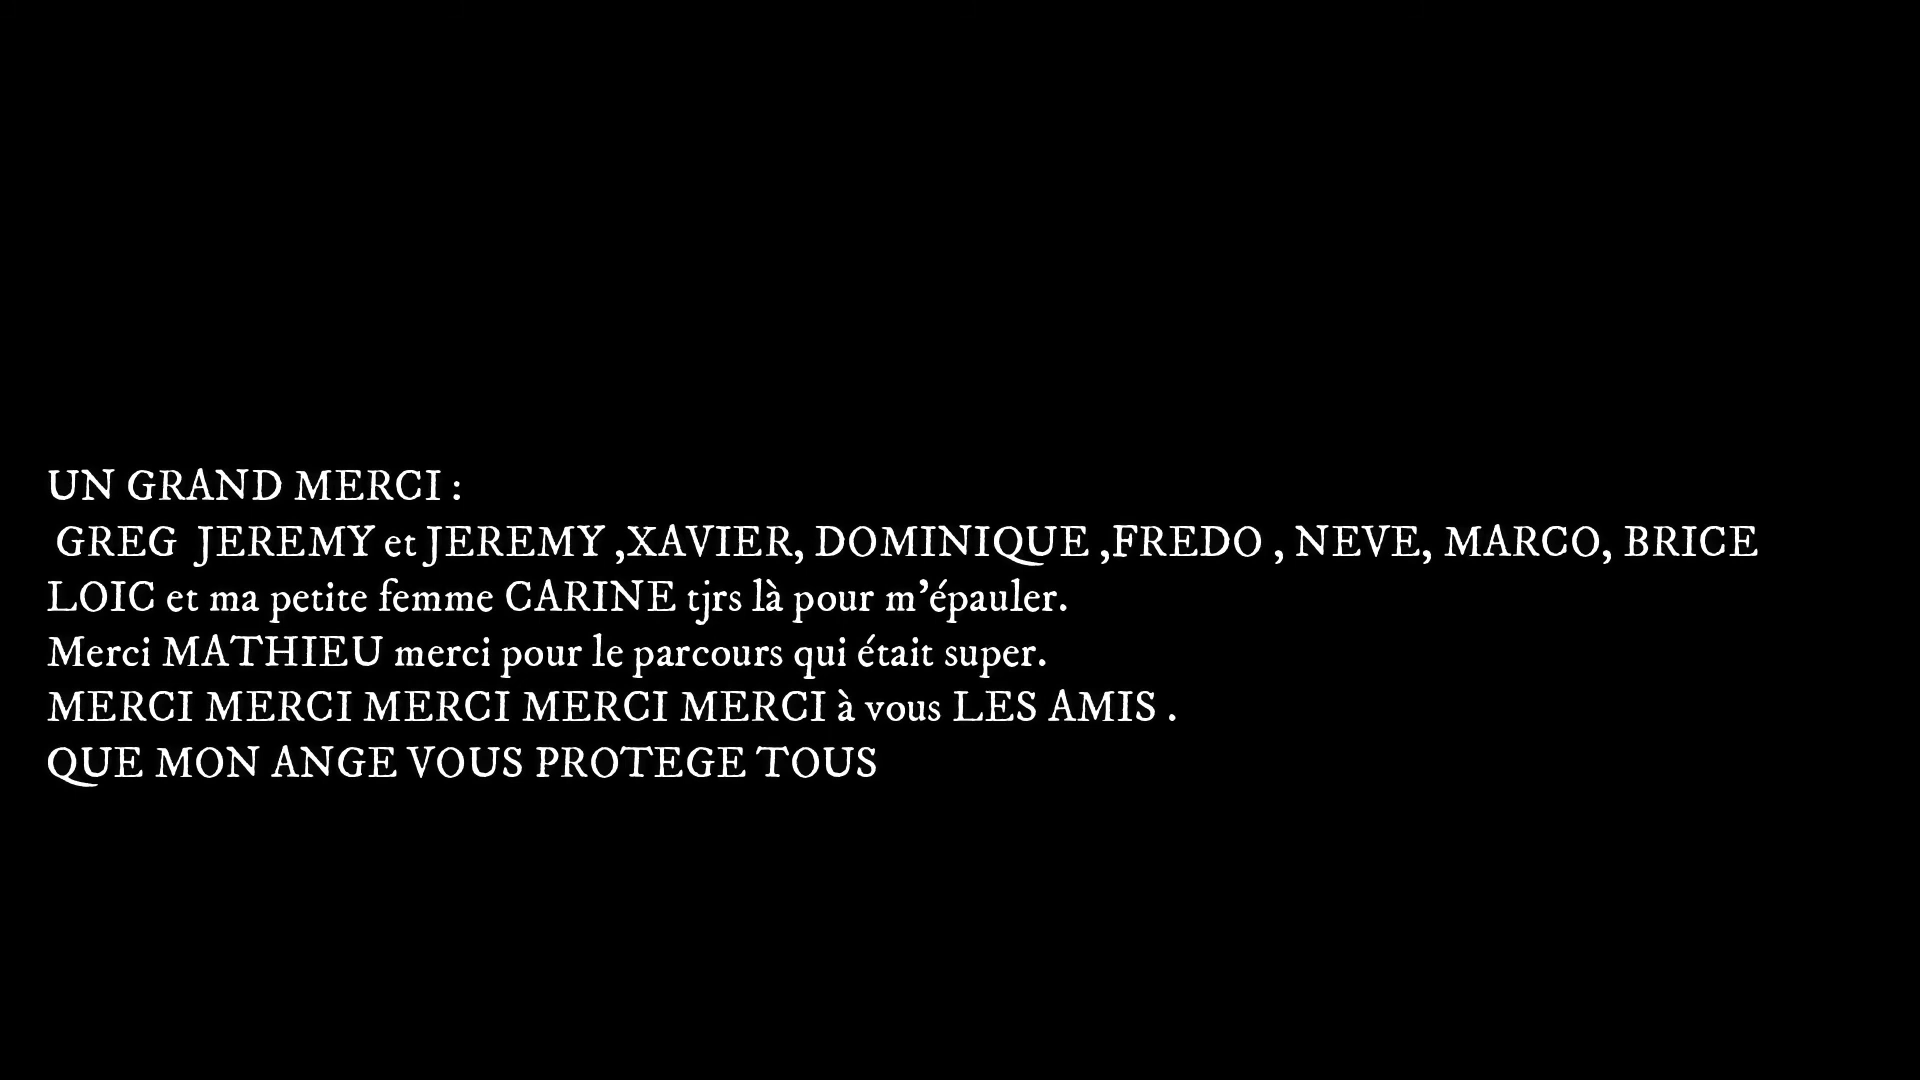 UN GRAND MERCI :
GREG  JEREMY et JEREMY ,XAVIER, DOMINIQUE ,FREDO , NEVE, MARCO, BRICE
LOIC et ma petite femme CARINE tjrs là pour m'épauler.
Merci MATHIEU merci pour le parcours qui était super.
MERCI MERCI MERCI MERCI MERCI à vous LES AMIS .
QUE MON ANGE VOUS PROTEGE TOUS